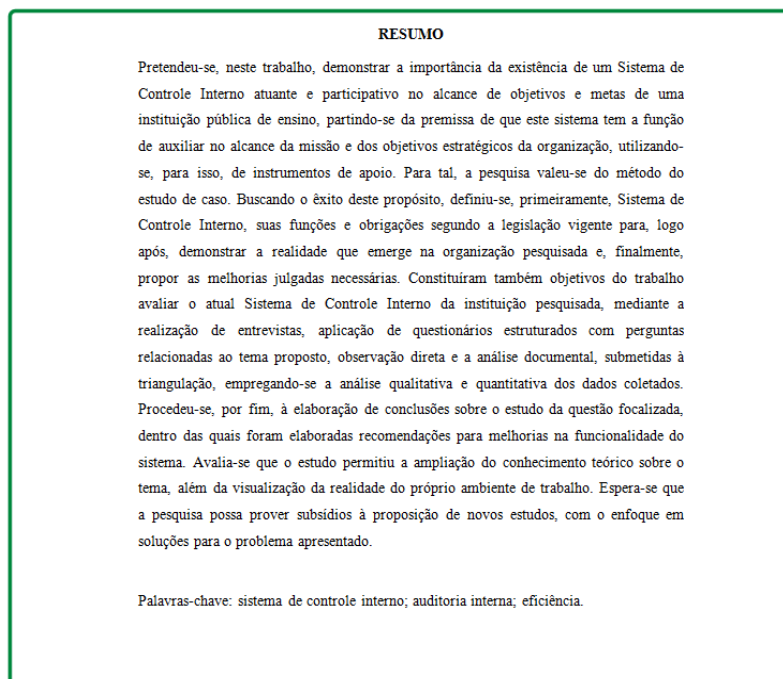 RESUMO
Pretendeu-se, neste trabalho, demonstrar a importância da existência de um Sistema de
Controle Interno atuante e participativo no alcance de objetivos e metas de uma
instituição pública de ensino, partindo-se da premissa de que este sistema tem a função
de auxiliar no alcance da missão e dos objetivos estratégicos da organização, utilizando-
se, para isso, de instrumentos de apoio. Para tal, a pesquisa valeu-se do método do
estudo de caso. Buscando o êxito deste propósito, definiu-se, primeiramente, Sistema de
Controle Interno, suas funções e obrigações segundo a legislação vigente para, logo
após, demonstrar a realidade que emerge na organização pesquisada e, finalmente,
propor as melhorias julgadas necessárias. Constituíram também objetivos do trabalho
avaliar o atual Sistema de Controle Interno da instituição pesquisada, mediante a
realização de entrevistas, aplicação de questionários estruturados com perguntas
relacionadas ao tema proposto, observação direta e a análise documental, submetidas à
triangulação, empregando-se a análise qualitativa e quantitativa dos dados coletados.
Procedeu-se, por fim, à elaboração de conclusões sobre o estudo da questão focalizada,
dentro das quais foram elaboradas recomendações para melhorias na funcionalidade do
sistema. Avalia-se que o estudo permitiu a ampliação do conhecimento teórico sobre o
tema, além da visualização da realidade do próprio ambiente de trabalho. Espera-se que
a pesquisa possa prover subsídios à proposição de novos estudos, com o enfoque em
soluções para o problema apresentado.
Palavras-chave: sistema de controle interno; auditoria interna; eficiência.